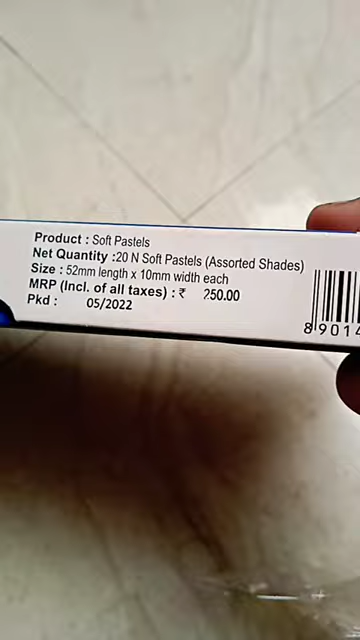 Product : Soft Pastels
Net Quantity :20 N Soft Pastels (Assorted Shades)
Size : 52mm length x 10mm width each
MRP (Incl. of all taxes) : ₹ 250.00
Pkd : 05/2022
8 9014